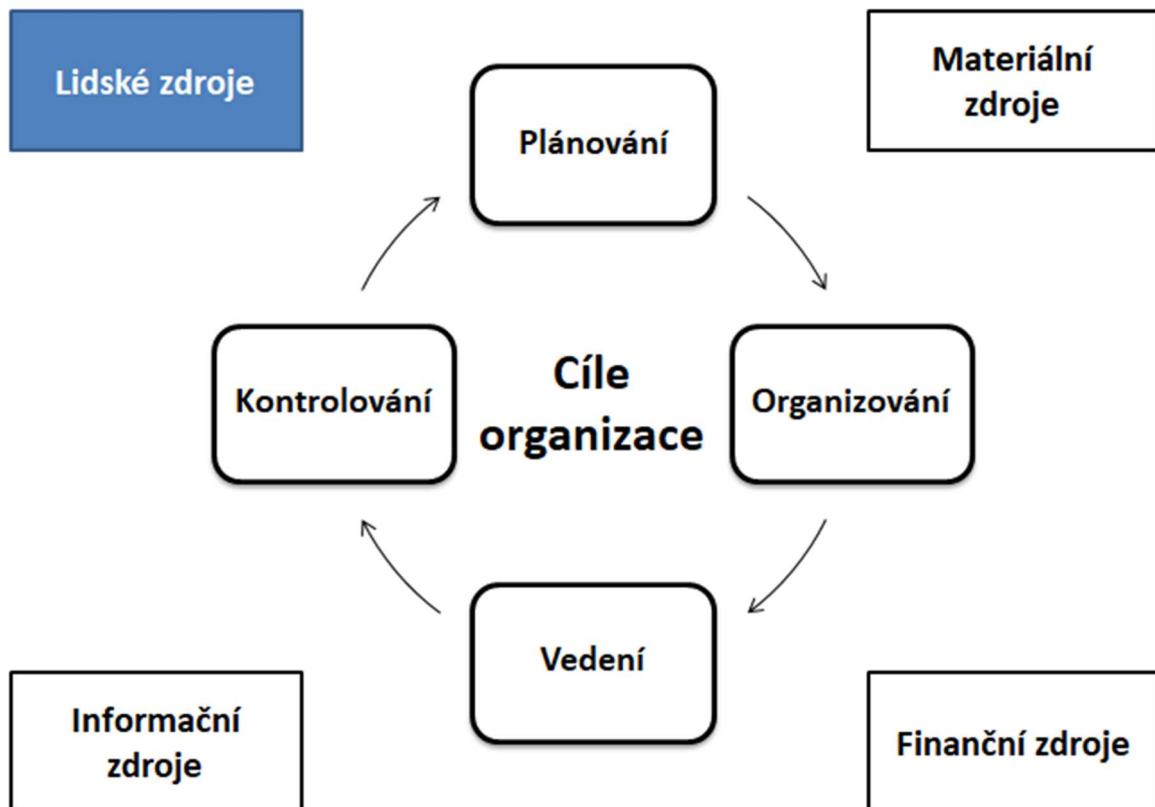 Lidské zdroje
Materiální
zdroje
Plánování
Kontrolování
Cíle
organizace
Organizování
Vedení
Informační
zdroje
Finanční zdroje